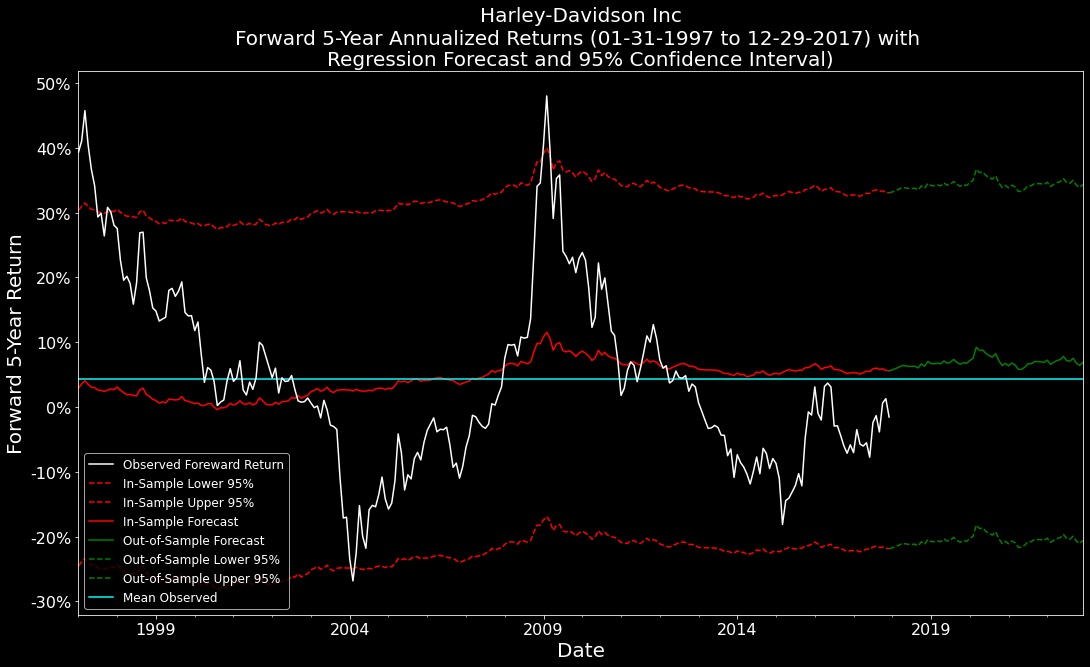 Harley-Davidson Inc
Forward 5-Year Annualized Returns (01-31-1997 to 12-29-2017) with
Regression Forecast and 95% Confidence Interval)
Forward 5-Year Return
50%
40%
30%
20%
10%
0%
-10%
-20%
-30%
Observed Foreward Return
In-Sample Lower 95%
In-Sample Upper 95%
In-Sample Forecast
Out-of-Sample Forecast
Out-of-Sample Lower 95%
Out-of-Sample Upper 95%
Mean Observed
1999 2004 2009 2014 2019
Date